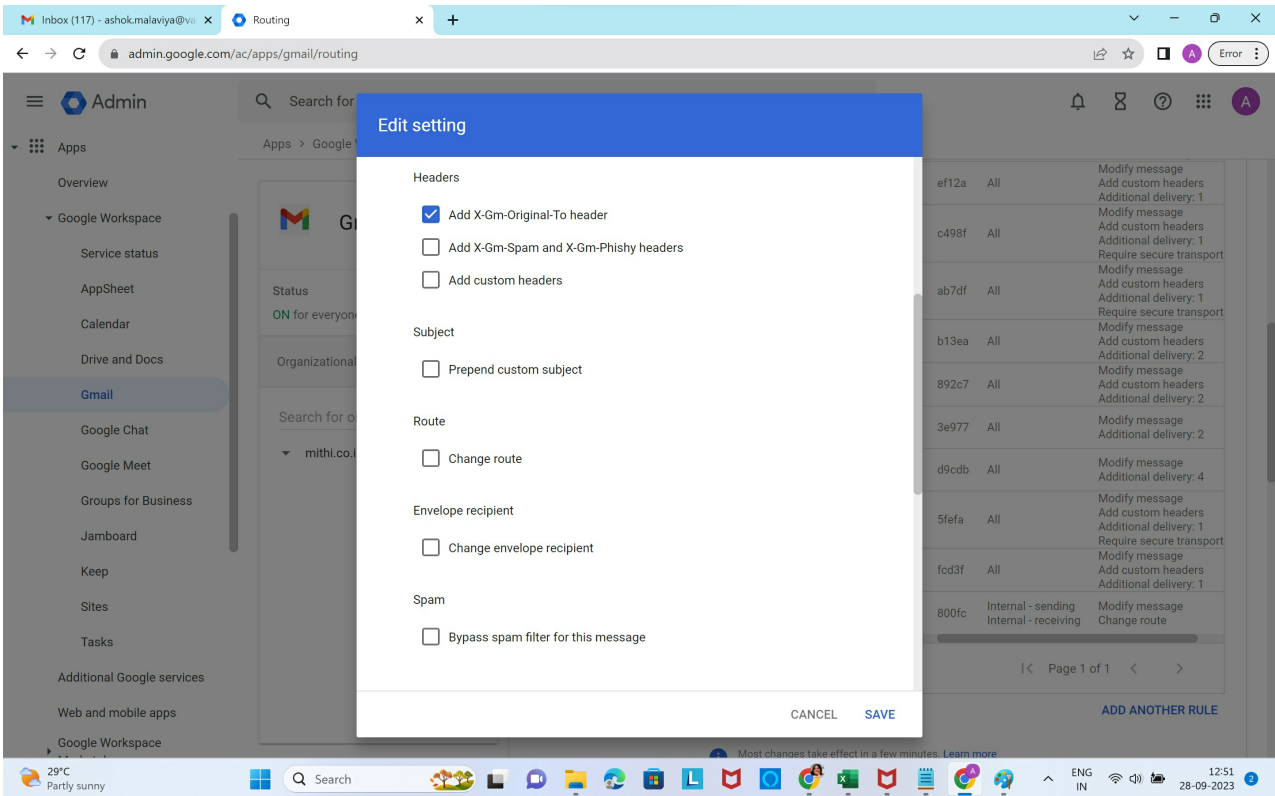 Inbox (117) - ashok.malaviya@va
Routing
admin.google.com/ac/apps/gmail/routing
A
Error
Admin
Search for
A
Apps
Overview
Google Workspace
Service status
AppSheet
Calendar
Drive and Docs
Gmail
Google Chat
Google Meet
Groups for Business
Jamboard
Keep
Sites
Tasks
Additional Google services
Web and mobile apps
Google Workspace
Apps > Google
Status
ON for everyon
Organizational
Search for o
mithi.co.i
Edit setting
Headers
Add X-Gm-Original-To header
Add X-Gm-Spam and X-Gm-Phishy headers
Add custom headers
Subject
Prepend custom subject
Route
Change route
Envelope recipient
Change envelope recipient
Spam
Bypass spam filter for this message
CANCEL SAVE
Modify message
ef12a All Add custom headers
Additional delivery: 1
Modify message
Add custom headers
c498f All
Additional delivery: 1
Require secure transport
Modify message
Add custom headers
ab7df All
Additional delivery: 1
Require secure transport
Modify message
b13ea All Add custom headers
Additional delivery: 2
Modify message
892c7 All Add custom headers
Additional delivery: 2
Modify message
3e977 All
Additional delivery: 2
Modify message
d9cdb All
Additional delivery: 4
Modify message
Add custom headers
5fefa All
Additional delivery: 1
Require secure transport
Modify message
fcd3f All Add custom headers
Additional delivery: 1
800fc Internal - sending Modify message
Internal - receiving Change route
Page 1 of 1
ADD ANOTHER RULE
Most changes take effect in a few minutes. Learn more
29°C
Partly sunny
Search
L
ENG
IN
12:51
28-09-2023
2